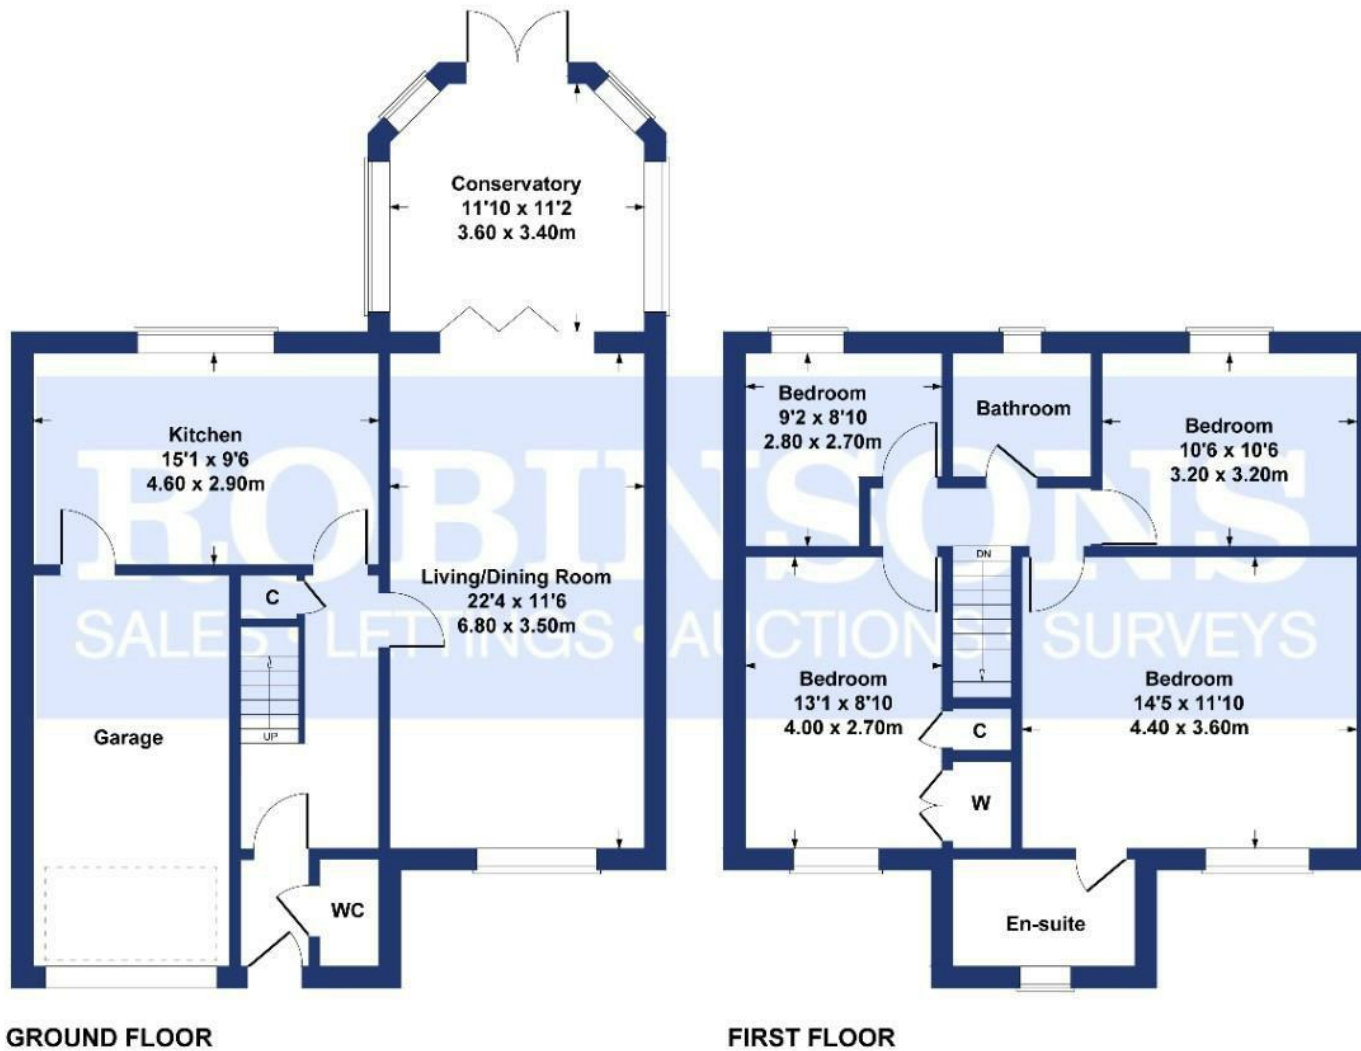 Conservatory
11'10 x 11'2
3.60 x 3.40m
Kitchen
15'1 x 9'6
4.60 x 2.90m
Living/Dining Room
22'4 x 11'6
6.80 x 3.50m
C
UP
Garage
WC
GROUND FLOOR
Bedroom
9'2 x 8'10
2.80 x 2.70m
Bathroom
Bedroom
10'6 x 10'6
3.20 x 3.20m
DN
Bedroom
13'1 x 8'10
4.00 x 2.70m
Bedroom
14'5 x 11'10
4.40 x 3.60m
C
W
En-suite
FIRST FLOOR
ROBINSONS
SALES · LETTINGS · AUCTIONS · SURVEYS